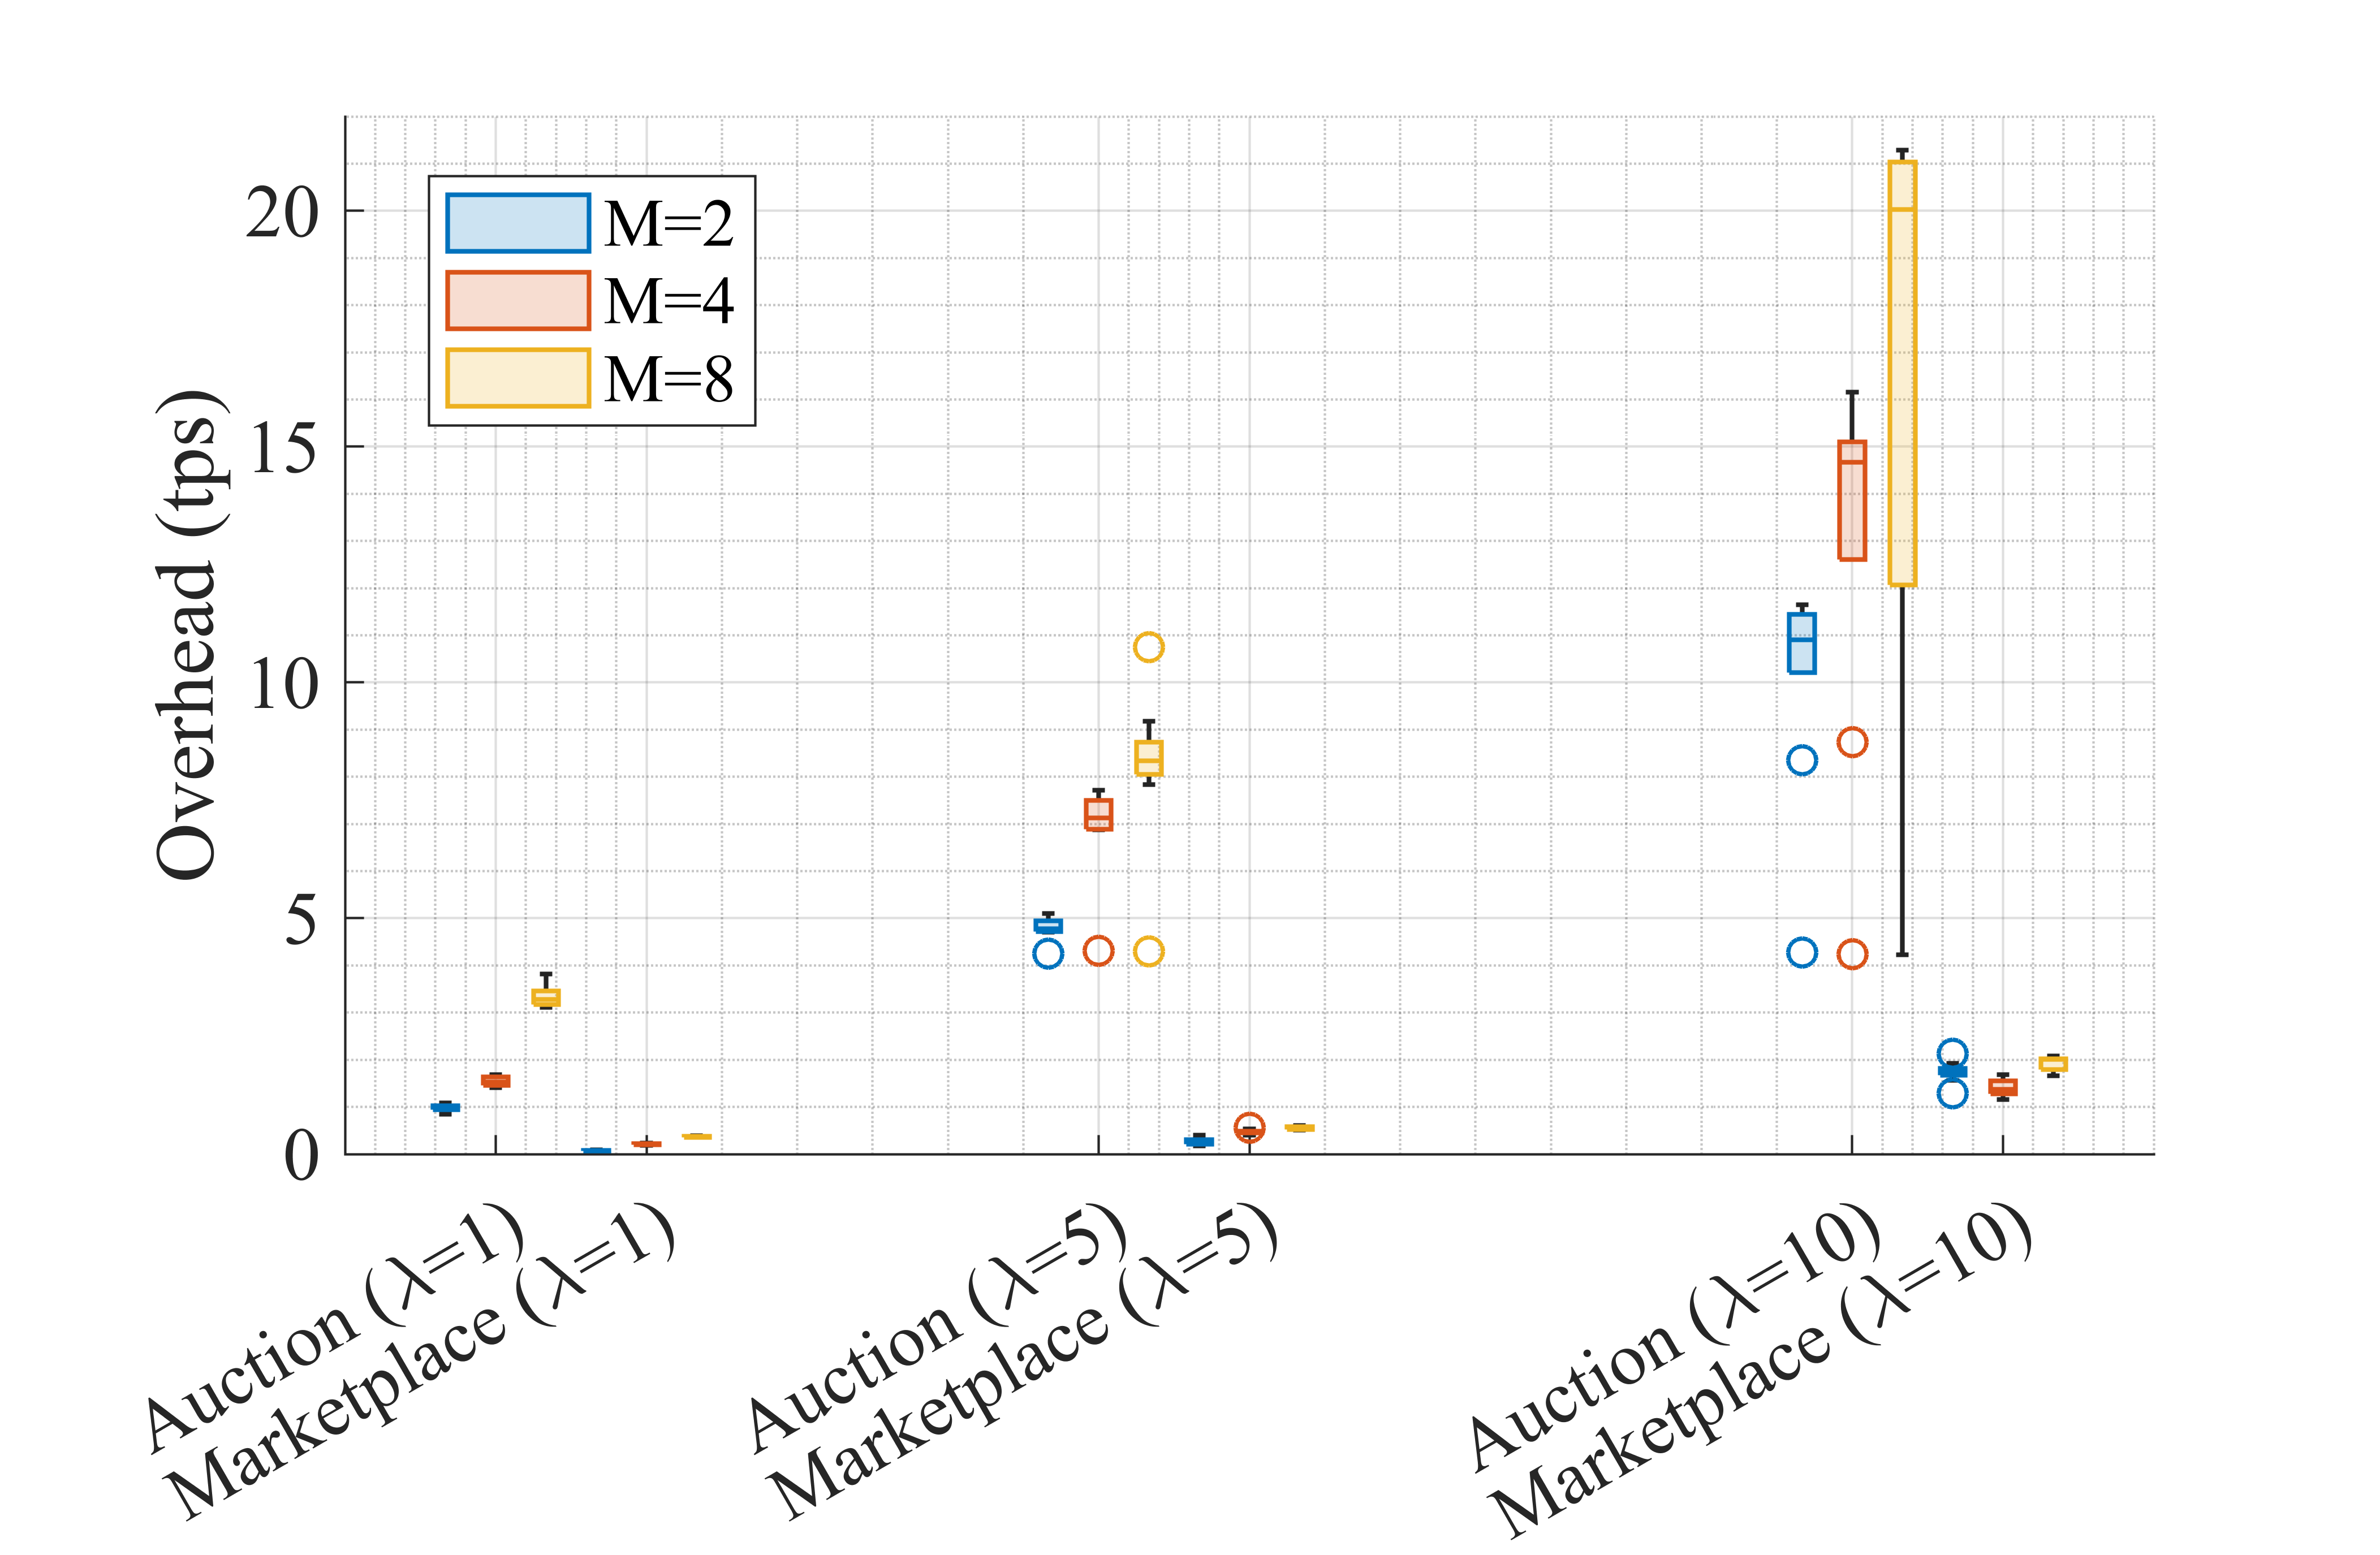 Overhead (tps)
20
15
10
5
0
M=2
M=4
M=8
Auction (λ=1)
Marketplace (λ=1)
Auction (λ=5)
Marketplace (λ=5)
Auction (λ=10)
Marketplace (λ=10)